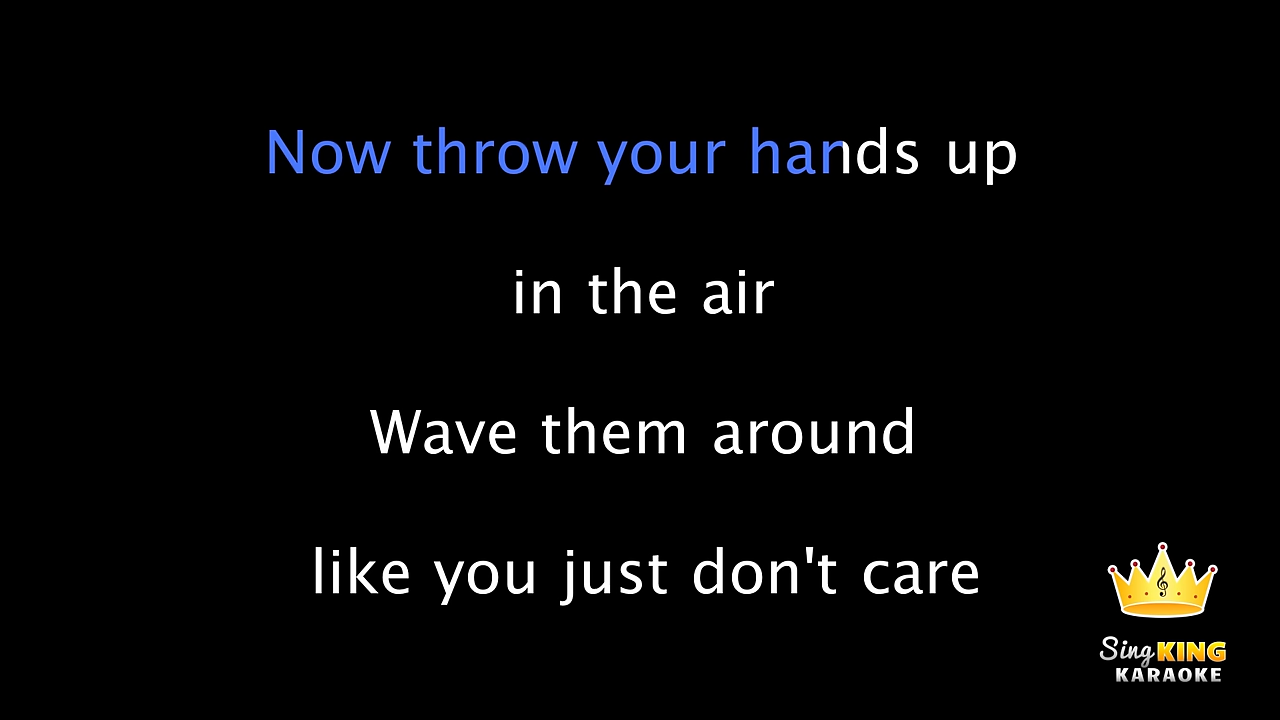 Now throw your hands up
in the air
Wave them around
like you just don't care
Sing KING
KARAOKE